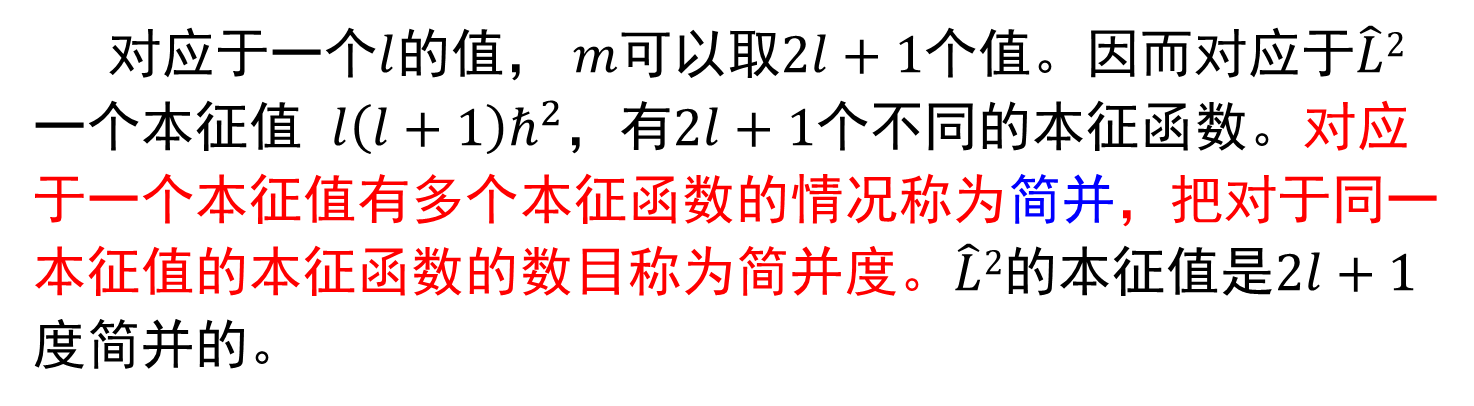 对应于一个l的值， m可以取2l + 1个值。因而对应于L̂²
一个本征值 l(l + 1)ℏ²，有2l + 1个不同的本征函数。对应
于一个本征值有多个本征函数的情况称为简并，把对于同一
本征值的本征函数的数目称为简并度。L̂²的本征值是2l + 1
度简并的。